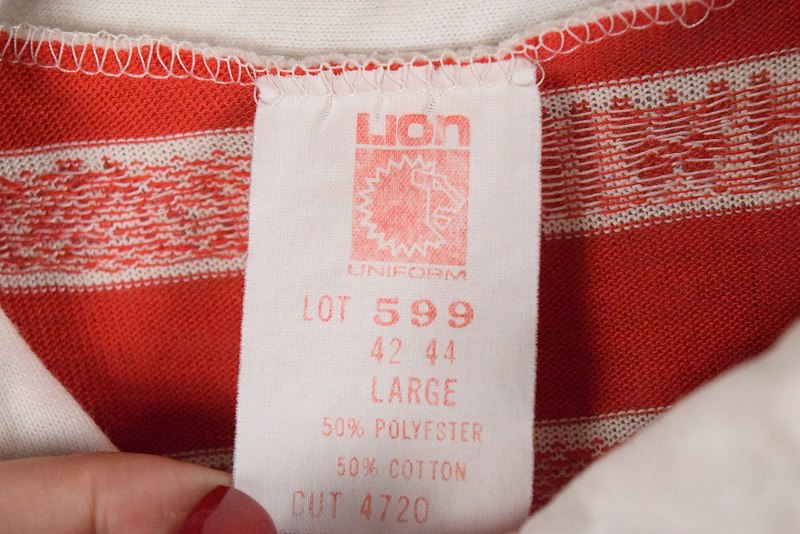 LION
UNIFORM
LOT 599
42 44
LARGE
50% POLYESTER
50% COTTON
CUT 4720